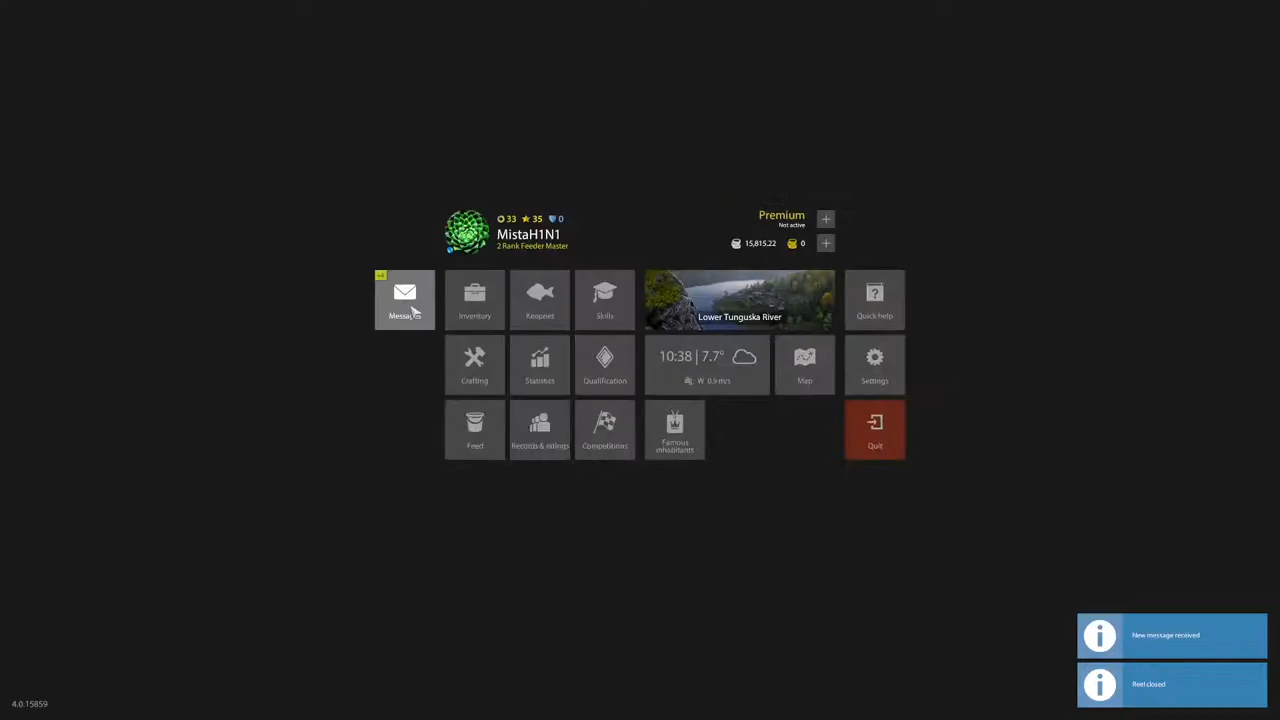 33 35 0
MistaH1N1
2 Rank Feeder Master
Premium
Not active
15,815.22 0
Inventory
Keepnet
Skills
Lower Tunguska River
Quick help
Crafting
Statistics
Qualification
10:38 | 7.7°
W 0.9 m/s
Map
Settings
Feed
Records & ratings
Competitions
Famous
inhabitants
Quit
New message received
Reel closed
4.0.15859